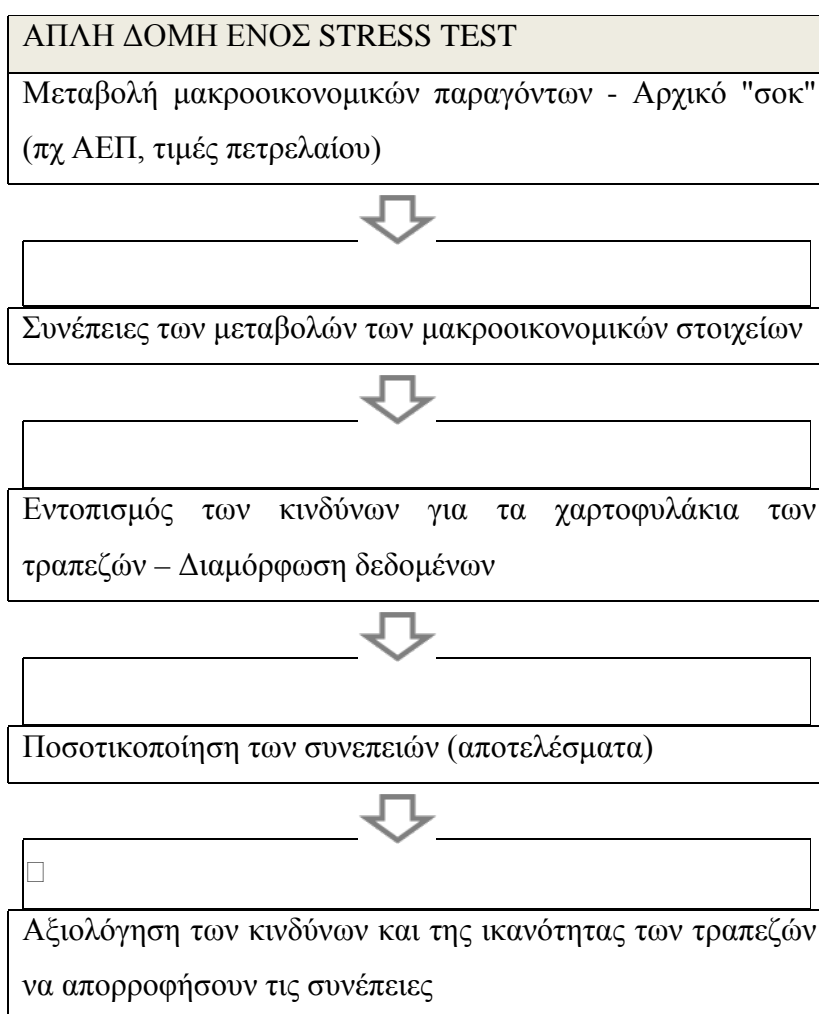 ΑΠΛΗ ΔΟΜΗ ΕΝΟΣ STRESS TEST
Μεταβολή μακροοικονομικών παραγόντων - Αρχικό "σοκ"
(πχ ΑΕΠ, τιμές πετρελαίου)
Συνέπειες των μεταβολών των μακροοικονομικών στοιχείων
Εντοπισμός των κινδύνων για τα χαρτοφυλάκια των
τραπεζών – Διαμόρφωση δεδομένων
Ποσοτικοποίηση των συνεπειών (αποτελέσματα)
Αξιολόγηση των κινδύνων και της ικανότητας των τραπεζών
να απορροφήσουν τις συνέπειες